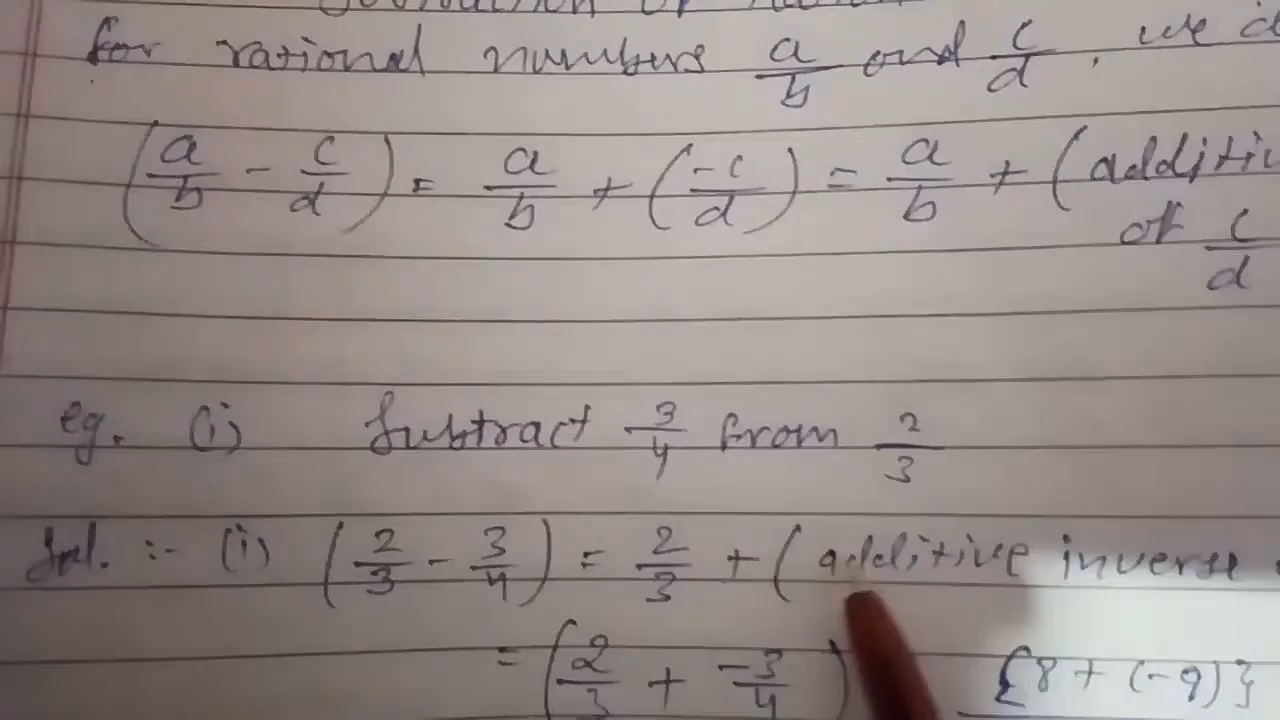 for rational numbers a/b and c/d. we
(a/b - c/d) = a/b + (-c/d) = a/b + (
of c/d
eg. (i) Subtract 3/4 from 2/3
Sol. :- (i) (2/3 - 3/4) = 2/3 + (additive inverse
= (2/3 + -3/4) {8 + (-9)}